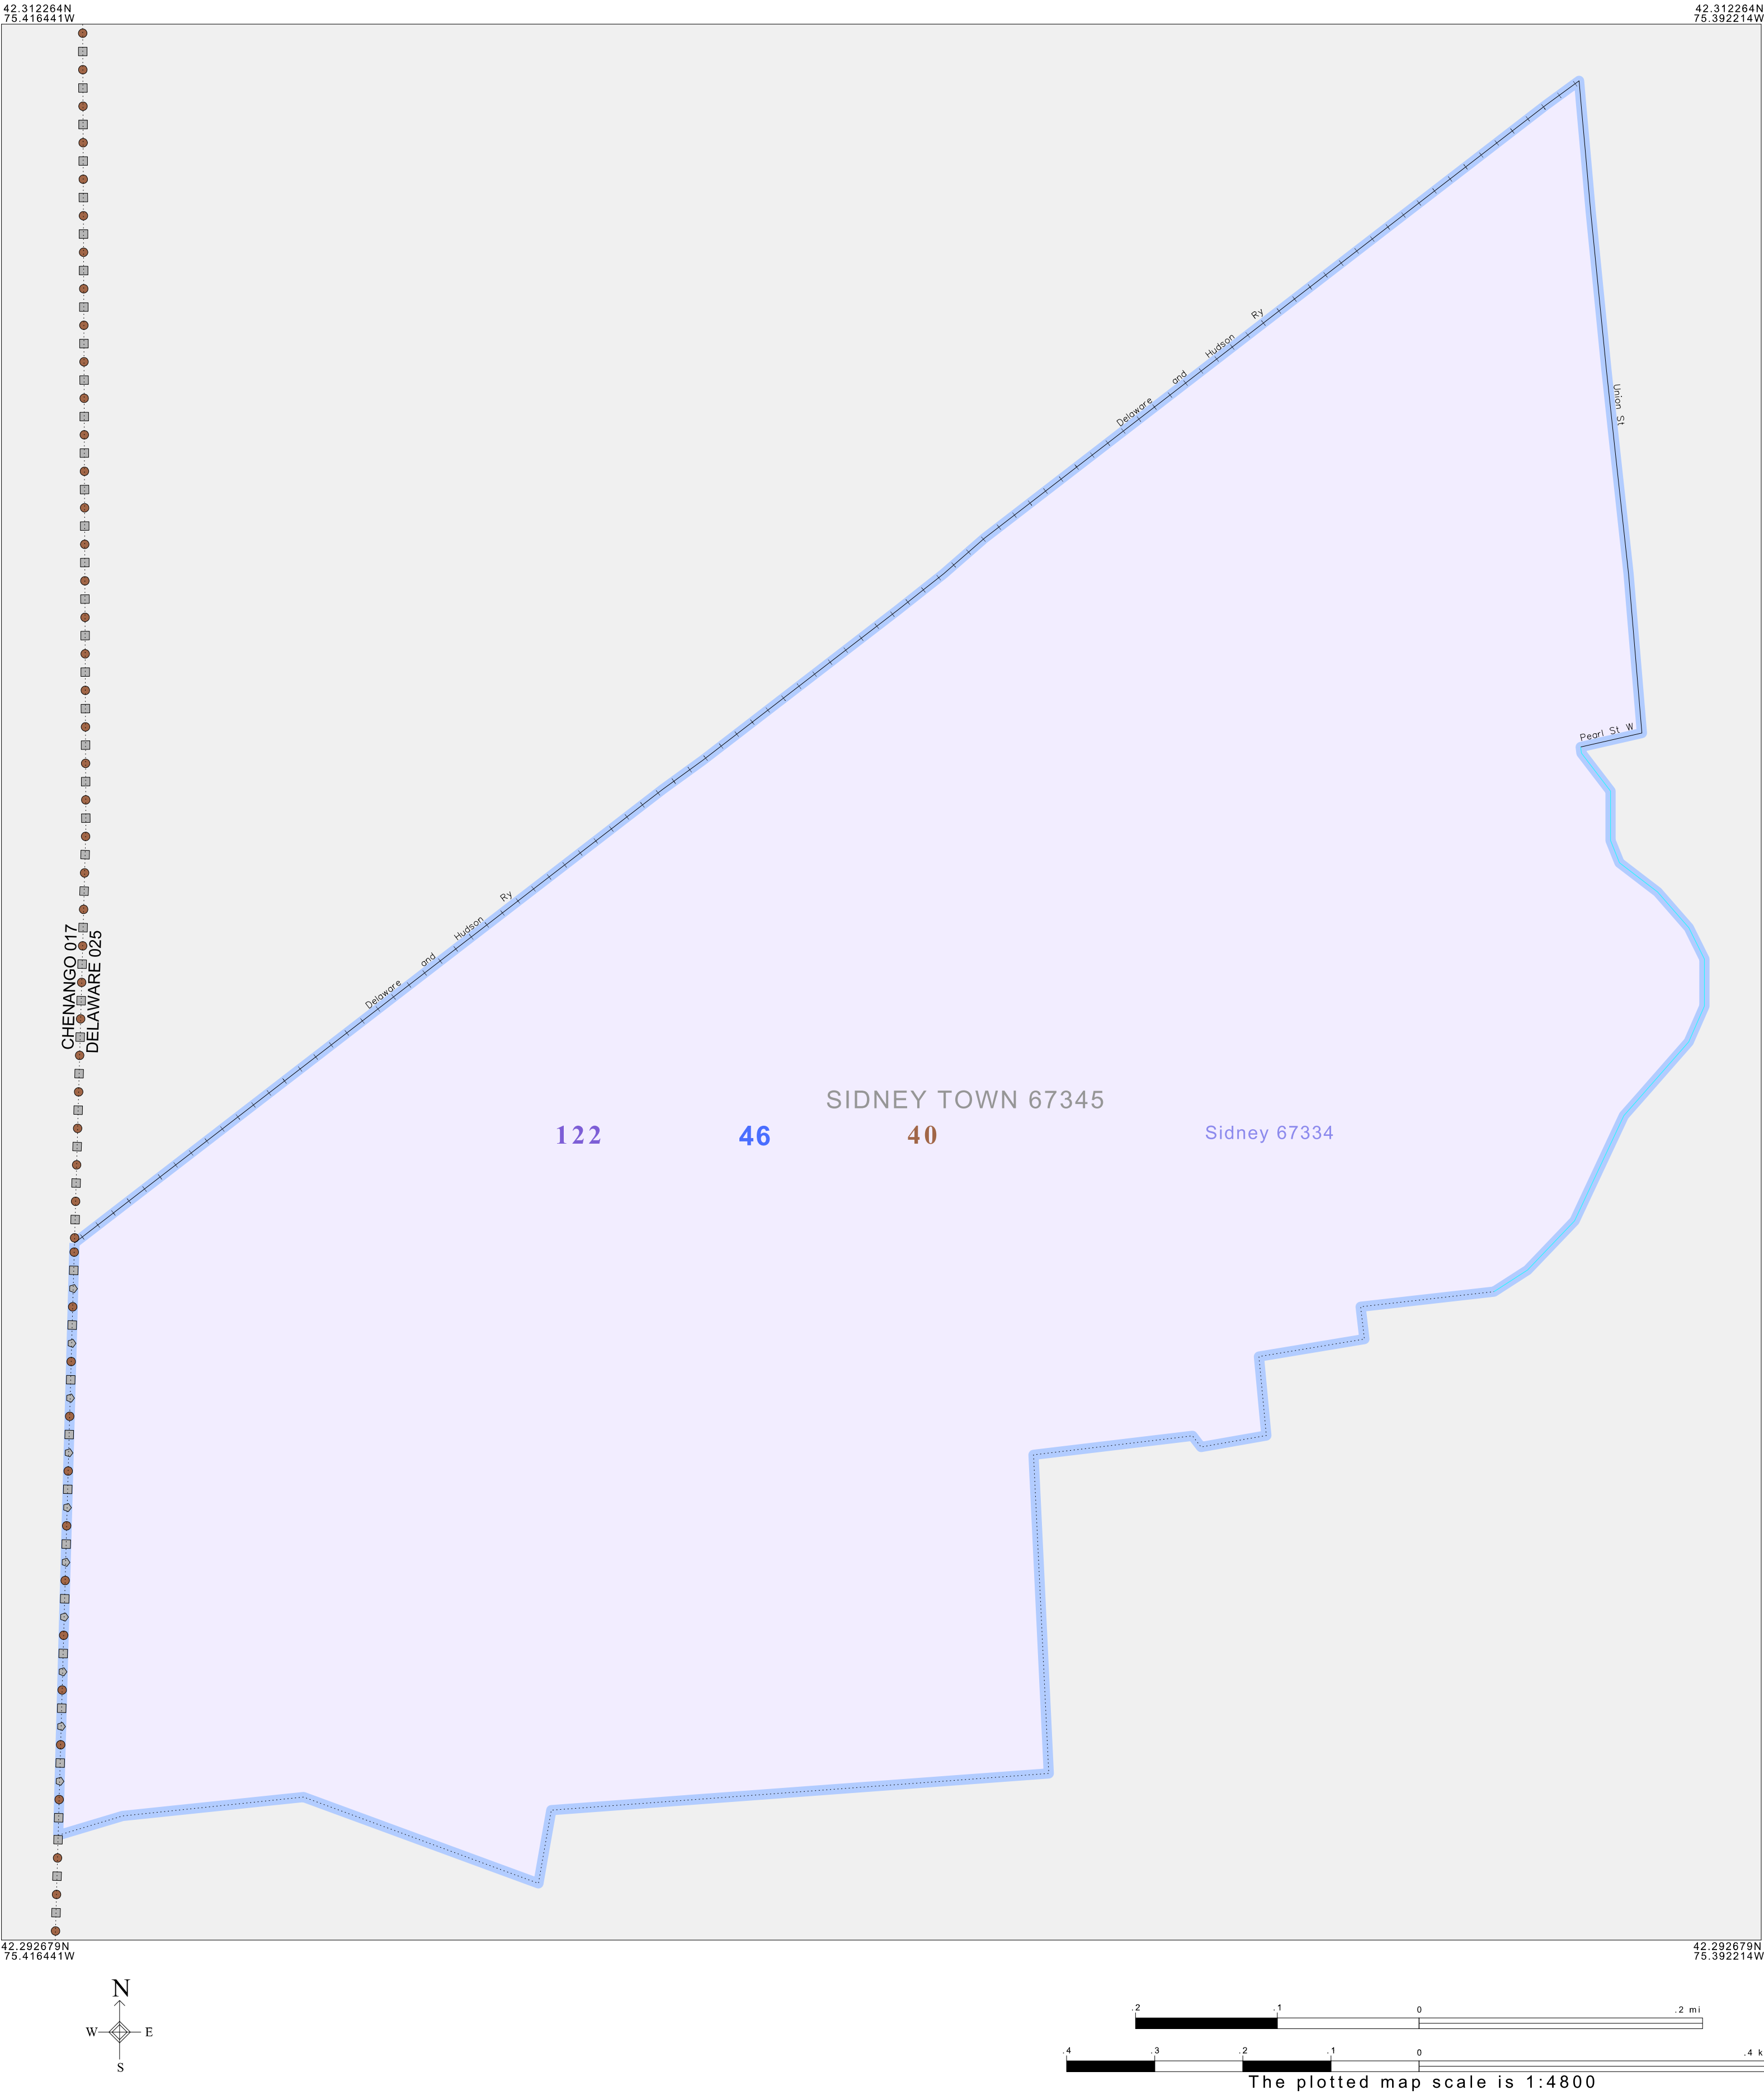 42.312264N
75.416441W
42.312264N
75.392214W
Delaware and Hudson Ry
Union St
Pearl St W
Delaware and Hudson Ry
CHENANGO 017
DELAWARE 025
SIDNEY TOWN 67345
122
46
40
Sidney 67334
42.292679N
75.416441W
42.292679N
75.392214W
N
W
E
S
.2 .1 0 .2 mi
.4 .3 .2 .1 0 .4 k
The plotted map scale is 1:4800